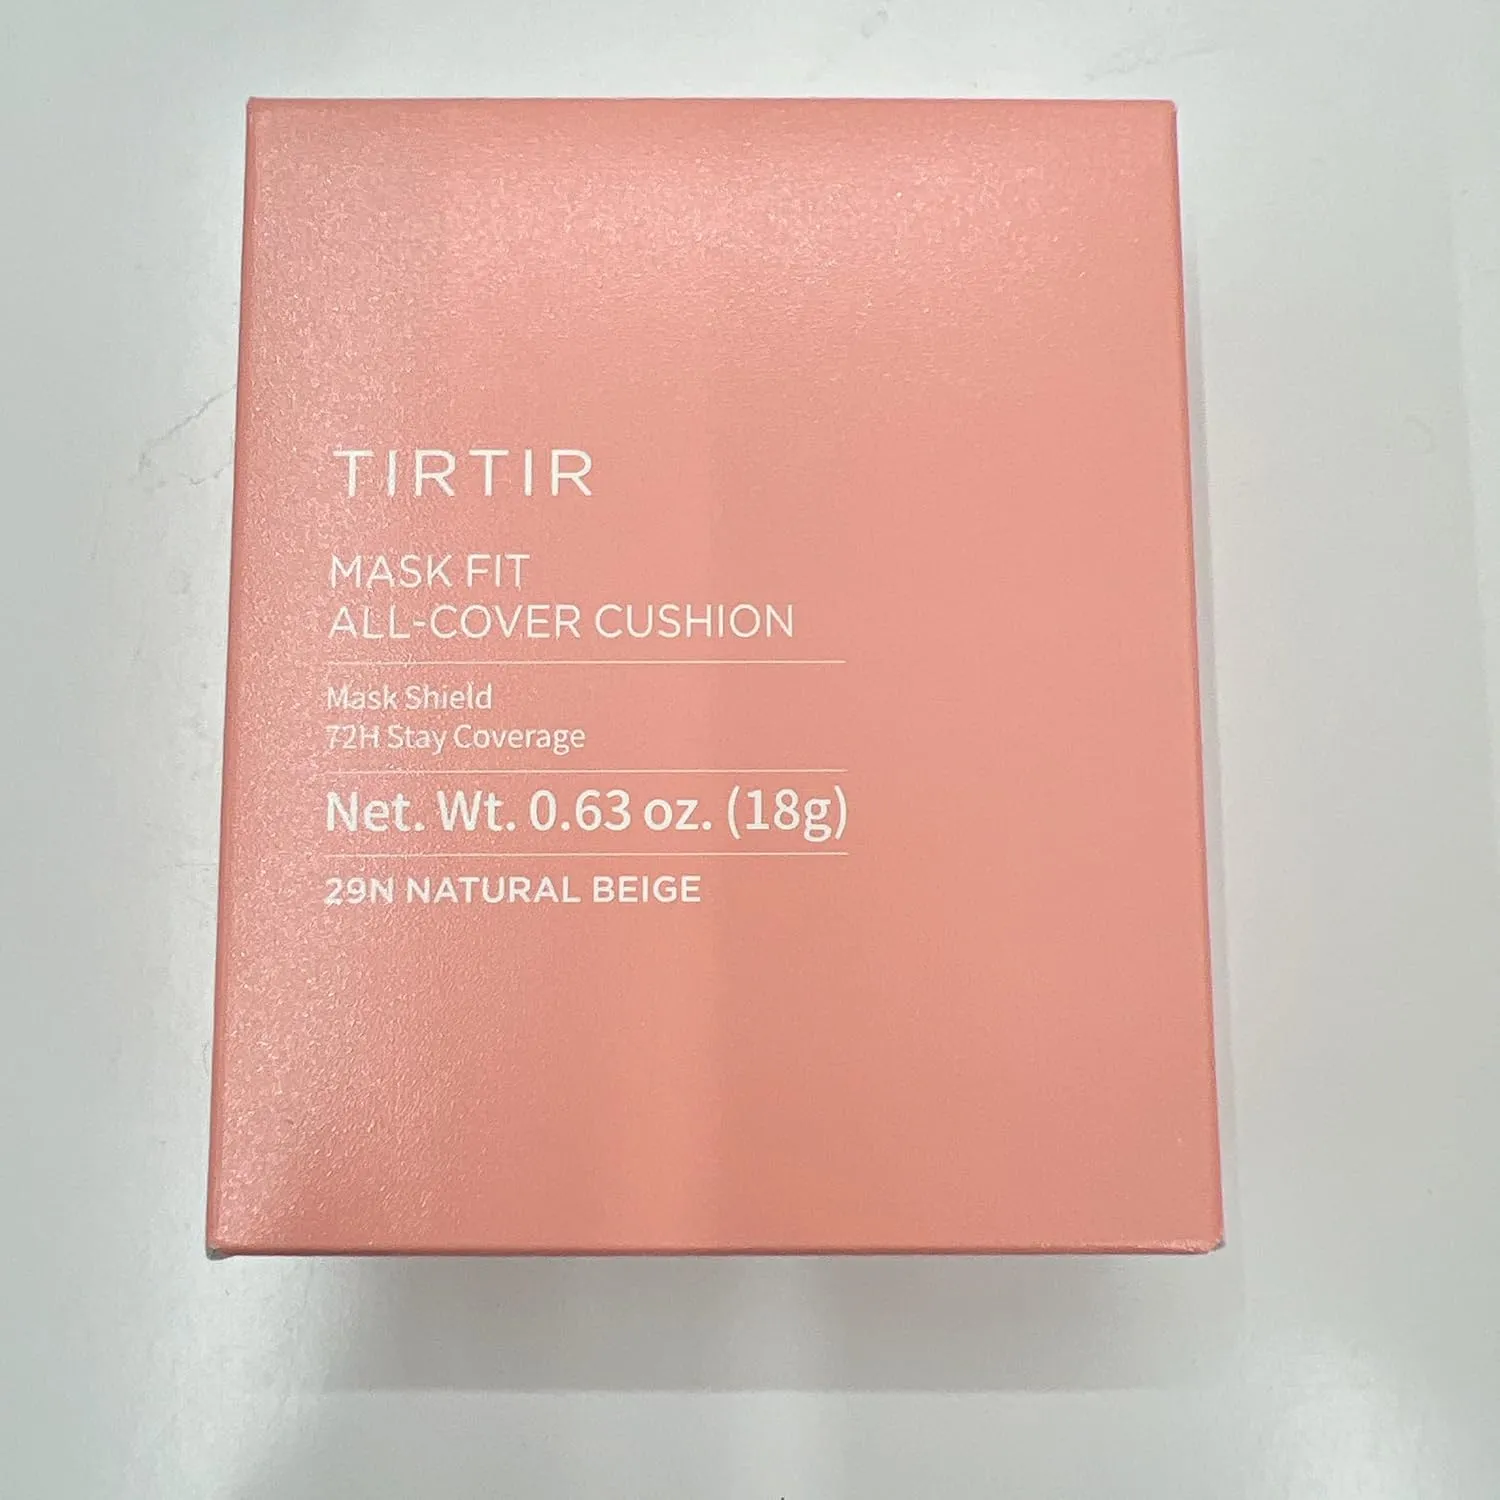 TIRTIR
MASK FIT
ALL-COVER CUSHION
Mask Shield
72H Stay Coverage
Net. Wt. 0.63 oz. (18g)
29N NATURAL BEIGE